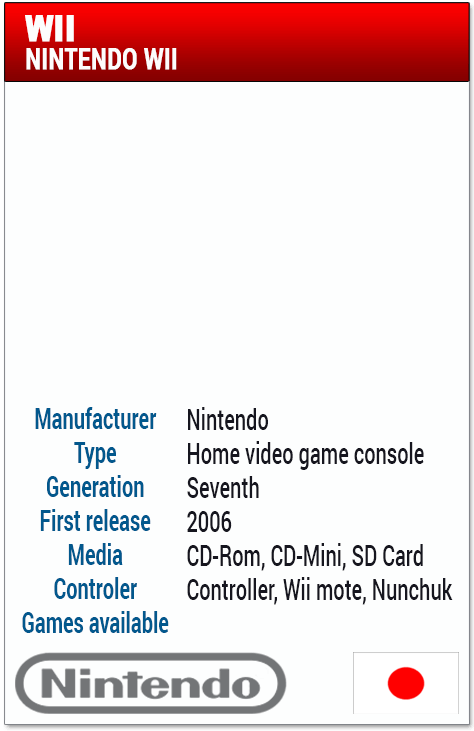 WII
NINTENDO WII
Manufacturer Nintendo
Type Home video game console
Generation Seventh
First release 2006
Media CD-Rom, CD-Mini, SD Card
Controler Controller, Wii mote, Nunchuk
Games available
Nintendo